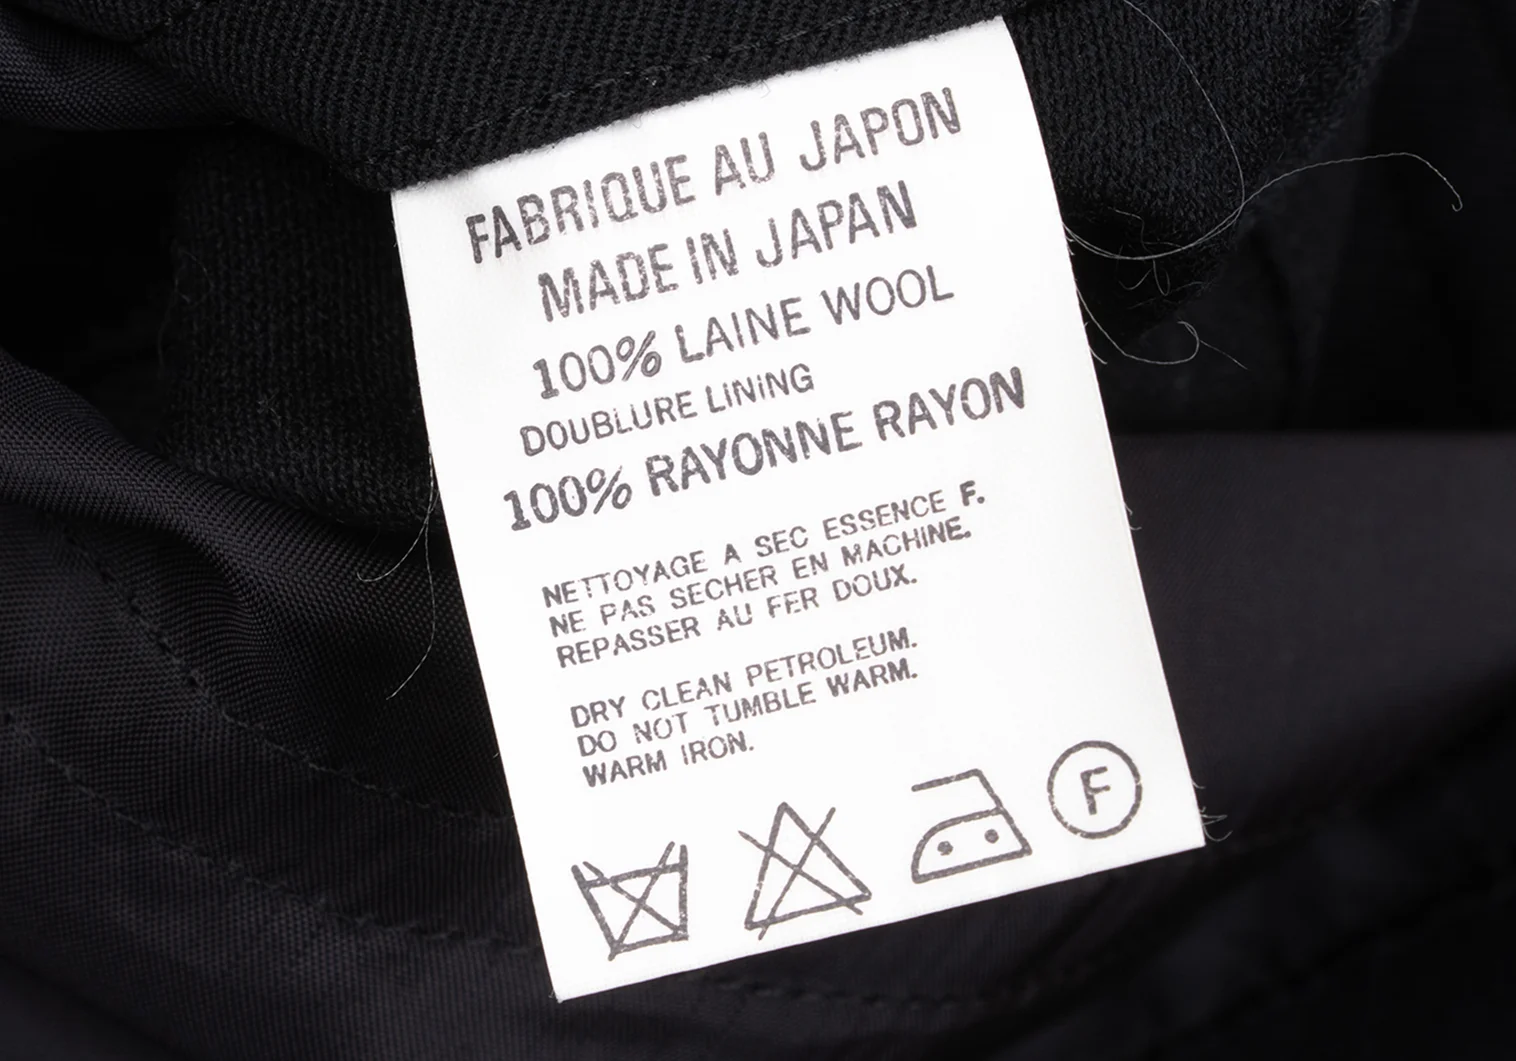 FABRIQUE AU JAPON
MADE IN JAPAN
100% LAINE WOOL
DOUBLURE LINING
100% RAYONNE RAYON
NETTOYAGE A SEC ESSENCE F.
NE PAS SECHER EN MACHINE.
REPASSER AU FER DOUX.
DRY CLEAN PETROLEUM.
DO NOT TUMBLE WARM.
WARM IRON.
F